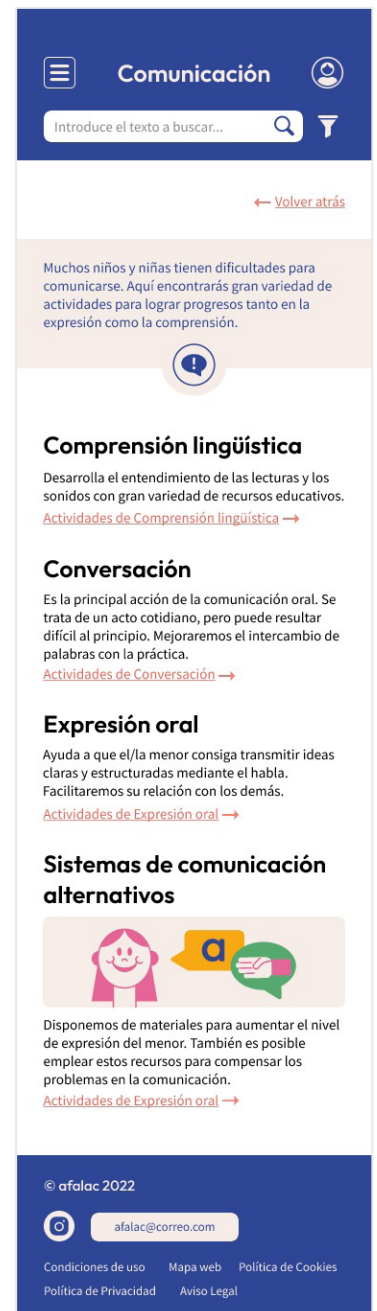 Comunicación
Introduce el texto a buscar...
← Volver atrás
Muchos niños y niñas tienen dificultades para
comunicarse. Aquí encontrarás gran variedad de
actividades para lograr progresos tanto en la
expresión como la comprensión.
!
Comprensión lingüística
Desarrolla el entendimiento de las lecturas y los
sonidos con gran variedad de recursos educativos.
Actividades de Comprensión lingüística →
Conversación
Es la principal acción de la comunicación oral. Se
trata de un acto cotidiano, pero puede resultar
difícil al principio. Mejoraremos el intercambio de
palabras con la práctica.
Actividades de Conversación →
Expresión oral
Ayuda a que el/la menor consiga transmitir ideas
claras y estructuradas mediante el habla.
Facilitaremos su relación con los demás.
Actividades de Expresión oral →
Sistemas de comunicación
alternativos
a
Disponemos de materiales para aumentar el nivel
de expresión del menor. También es posible
emplear estos recursos para compensar los
problemas en la comunicación.
Actividades de Expresión oral →
© afalac 2022
afalac@correo.com
Condiciones de uso Mapa web Política de Cookies
Política de Privacidad Aviso Legal